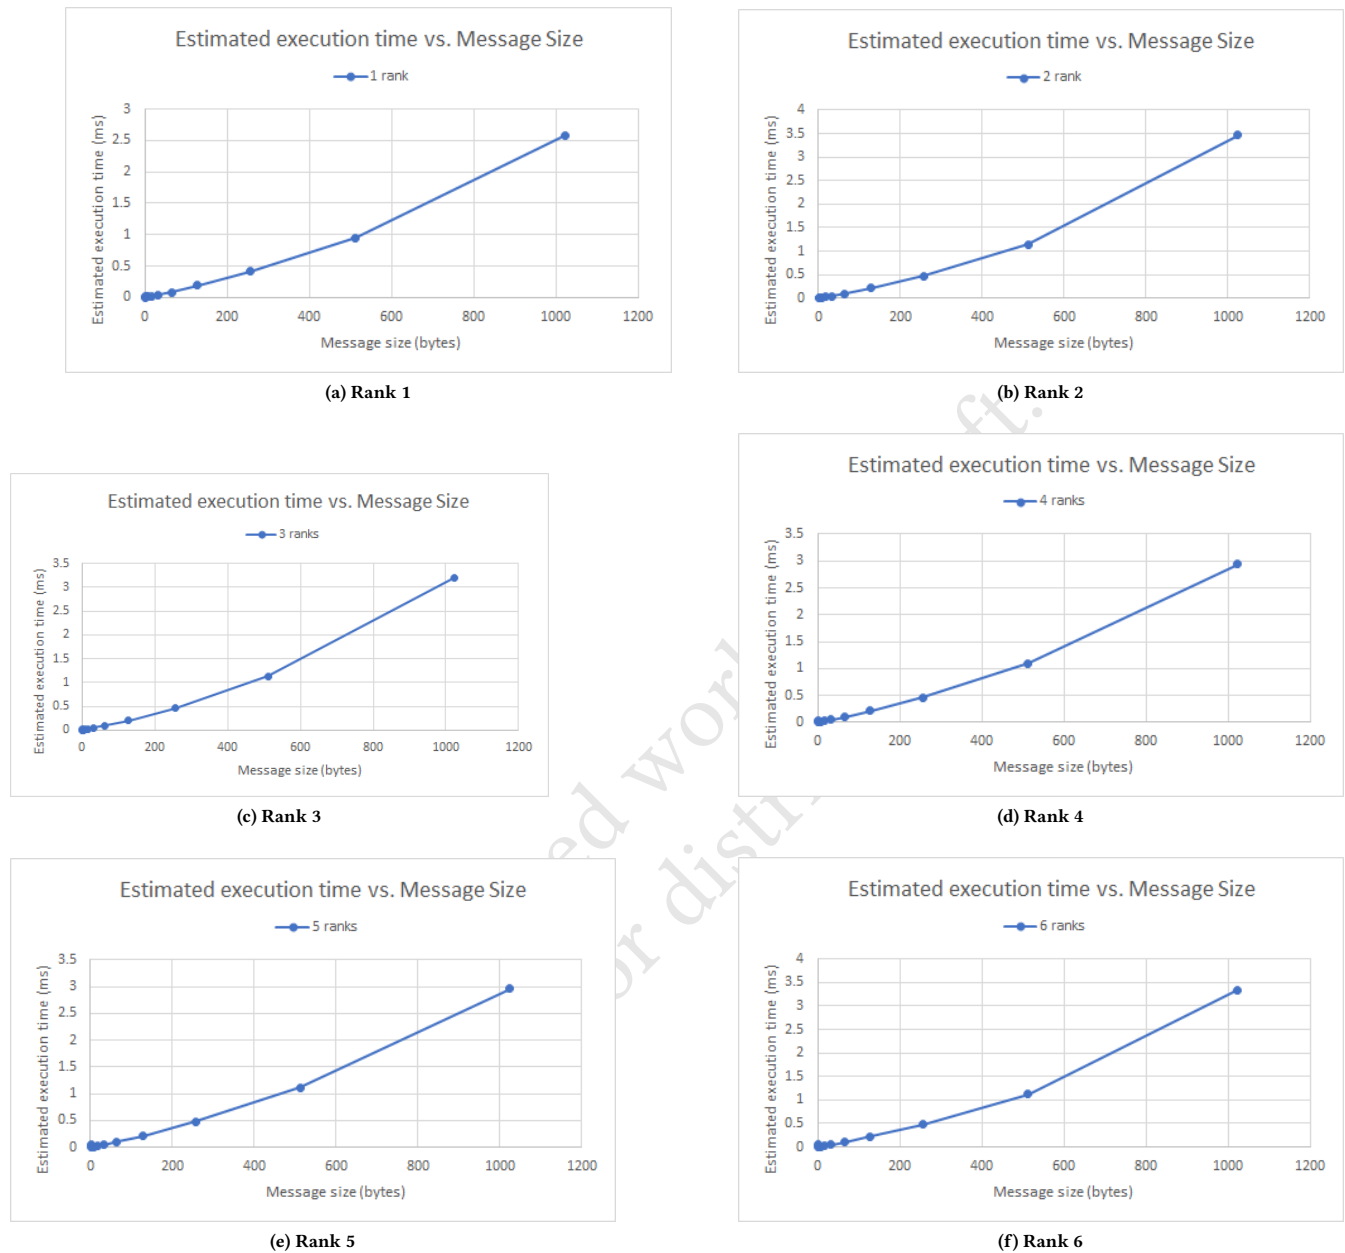 Estimated execution time vs. Message Size
1 rank
Estimated execution time (ms)
3
2.5
2
1.5
1
0.5
0
0 200 400 600 800 1000 1200
Message size (bytes)
(a) Rank 1
Estimated execution time vs. Message Size
2 rank
Estimated execution time (ms)
4
3.5
3
2.5
2
1.5
1
0.5
0
0 200 400 600 800 1000 1200
Message size (bytes)
(b) Rank 2
Estimated execution time vs. Message Size
3 ranks
Estimated execution time (ms)
3.5
3
2.5
2
1.5
1
0.5
0
0 200 400 600 800 1000 1200
Message size (bytes)
(c) Rank 3
Estimated execution time vs. Message Size
4 ranks
Estimated execution time (ms)
3.5
3
2.5
2
1.5
1
0.5
0
0 200 400 600 800 1000 1200
Message size (bytes)
(d) Rank 4
Estimated execution time vs. Message Size
5 ranks
Estimated execution time (ms)
3.5
3
2.5
2
1.5
1
0.5
0
0 200 400 600 800 1000 1200
Message size (bytes)
(e) Rank 5
Estimated execution time vs. Message Size
6 ranks
Estimated execution time (ms)
4
3.5
3
2.5
2
1.5
1
0.5
0
0 200 400 600 800 1000 1200
Message size (bytes)
(f) Rank 6